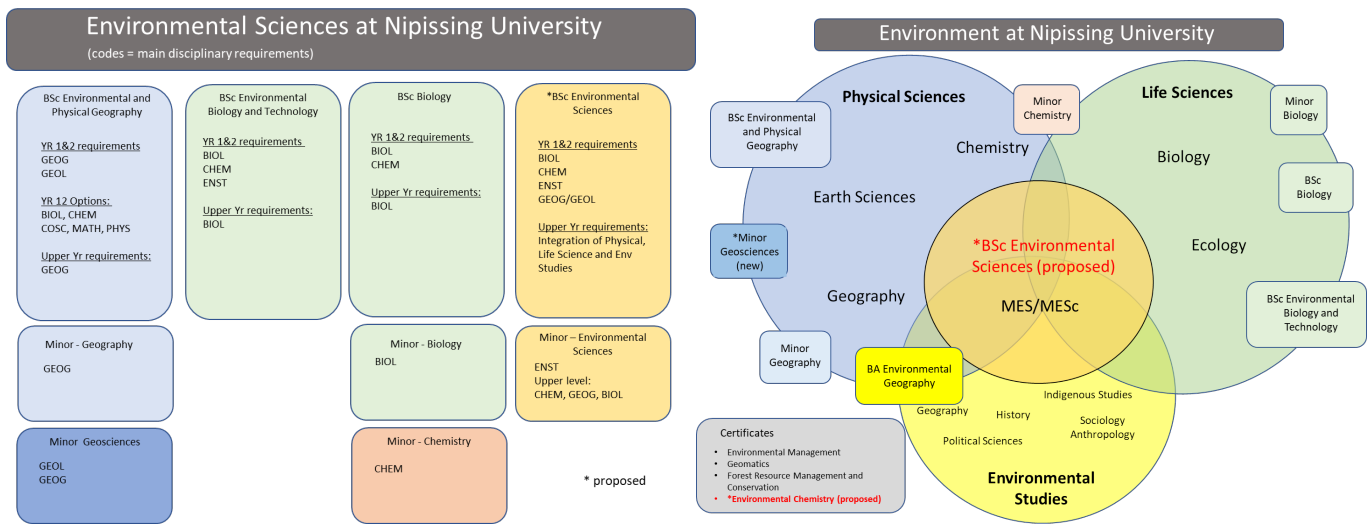 Environmental Sciences at Nipissing University
(codes = main disciplinary requirements)
BSc Environmental and
Physical Geography
YR 1&2 requirements
GEOG
GEOL
YR 12 Options:
BIOL, CHEM
COSC, MATH, PHYS
Upper Yr requirements:
GEOG
BSc Environmental
Biology and Technology
YR 1&2 requirements
BIOL
CHEM
ENST
Upper Yr requirements:
BIOL
BSc Biology
YR 1&2 requirements
BIOL
CHEM
Upper Yr requirements:
BIOL
*BSc Environmental
Sciences
YR 1&2 requirements
BIOL
CHEM
ENST
GEOG/GEOL
Upper Yr requirements:
Integration of Physical,
Life Science and Env
Studies
Minor - Geography
GEOG
Minor - Biology
BIOL
Minor – Environmental
Sciences
ENST
Upper level:
CHEM, GEOG, BIOL
Minor Geosciences
GEOL
GEOG
Minor - Chemistry
CHEM
* proposed
Environment at Nipissing University
Physical Sciences
Life Sciences
Minor
Chemistry
Minor
Biology
BSc Environmental
and Physical
Geography
Chemistry
Biology
BSc
Biology
Earth Sciences
*Minor
Geosciences
(new)
*BSc Environmental
Sciences (proposed)
Ecology
Geography
MES/MESc
BSc Environmental
Biology and
Technology
Minor
Geography
BA Environmental
Geography
Geography
History
Indigenous Studies
Sociology
Anthropology
Political Sciences
Environmental
Studies
Certificates
• Environmental Management
• Geomatics
• Forest Resource Management and
Conservation
• *Environmental Chemistry (proposed)